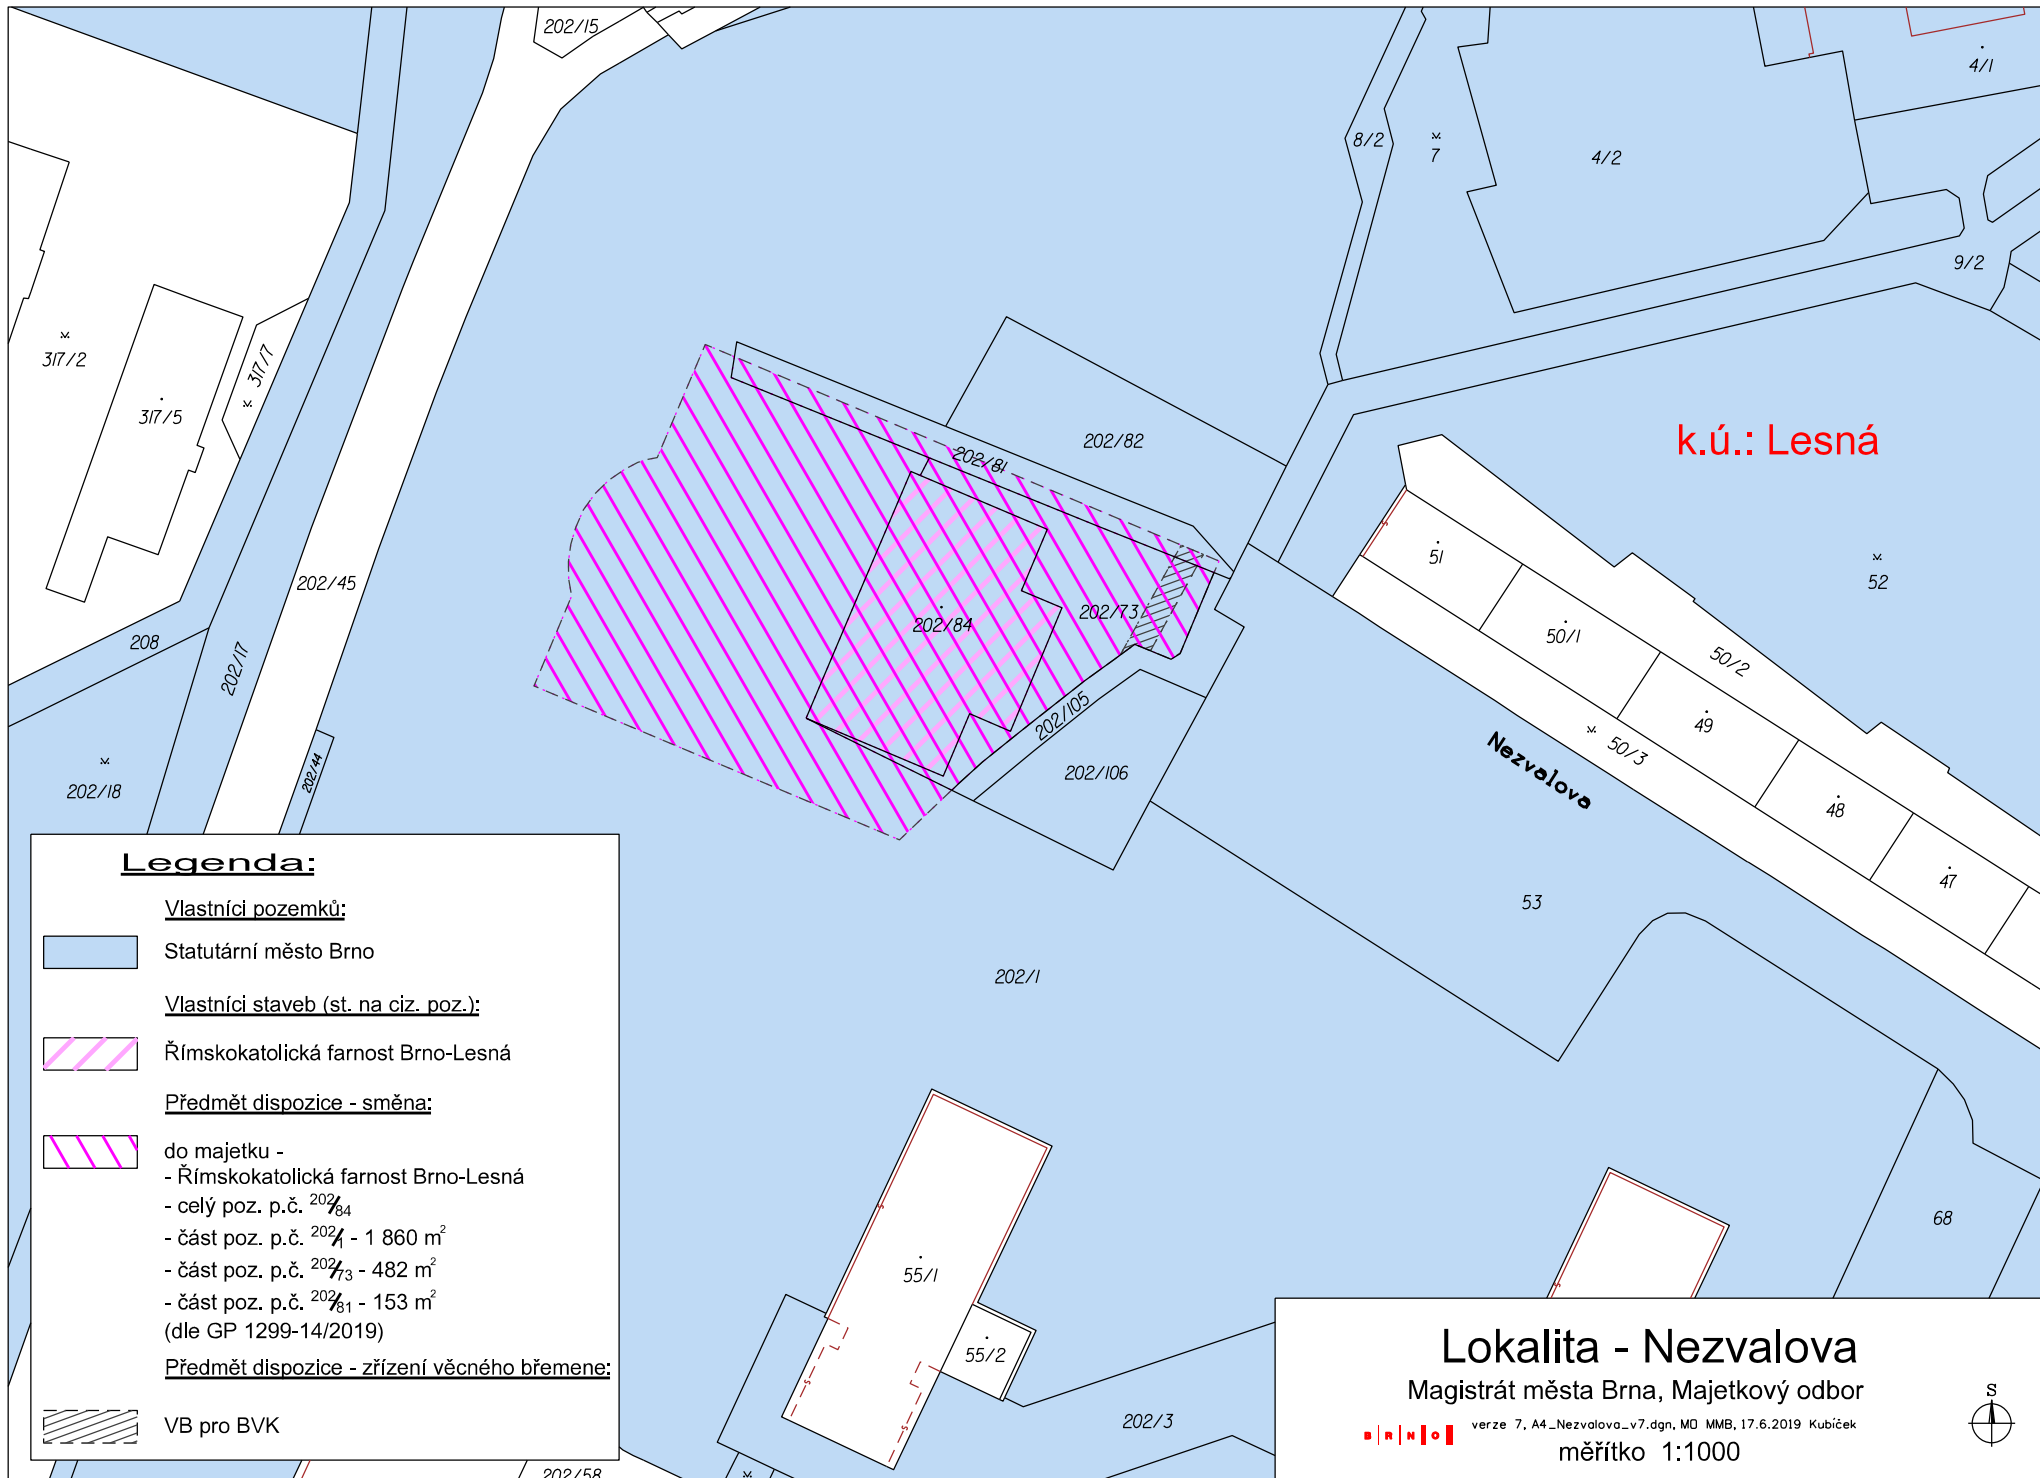 202/15
4/1
8/2
7
4/2
9/2
317/2
317/7
317/5
202/82
202/81
k.ú.: Lesná
51
52
202/45
202/73
202/84
50/1
208
202/17
50/2
202/105
49
50/3
202/44
202/106
Nezvalova
202/18
48
47
53
202/1
68
55/1
55/2
202/3
202/58
Legenda:
Vlastníci pozemků:
Statutární město Brno
Vlastníci staveb (st. na ciz. poz.):
Římskokatolická farnost Brno-Lesná
Předmět dispozice - směna:
do majetku -
- Římskokatolická farnost Brno-Lesná
- celý poz. p.č. 202/84
- část poz. p.č. 202/1 - 1 860 m²
- část poz. p.č. 202/73 - 482 m²
- část poz. p.č. 202/81 - 153 m²
(dle GP 1299-14/2019)
Předmět dispozice - zřízení věcného břemene:
VB pro BVK
Lokalita - Nezvalova
Magistrát města Brna, Majetkový odbor
verze 7, A4_Nezvalova_v7.dgn, MO MMB, 17.6.2019 Kubíček
BRNO
měřítko 1:1000
S